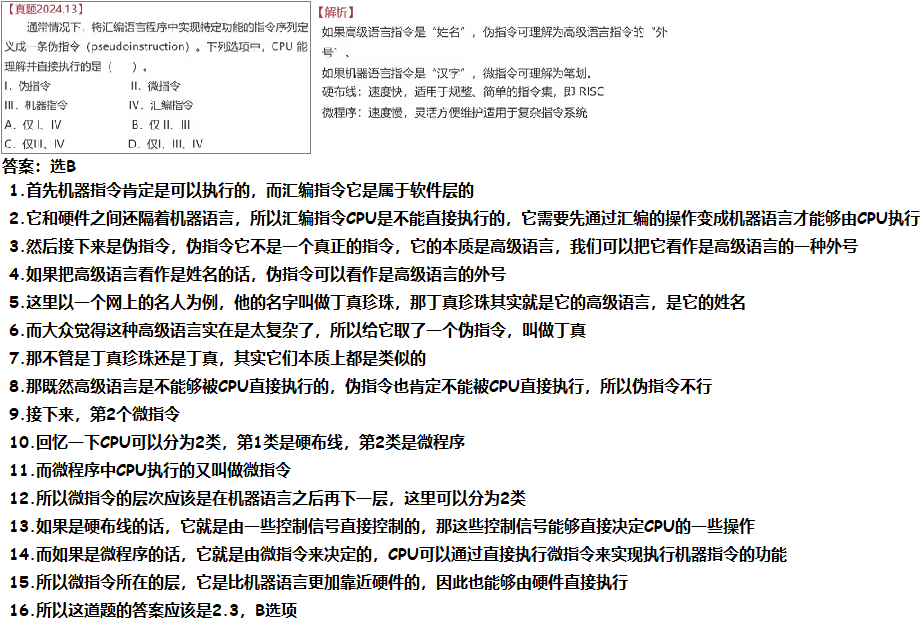 【真题2024.13】
通常情况下，将汇编语言程序中实现特定功能的指令序列定
义成一条伪指令（pseudoinstruction）。下列选项中，CPU 能
理解并直接执行的是（ ）。
I. 伪指令 II. 微指令
III. 机器指令 IV. 汇编指令
A. 仅 I、IV B. 仅 II、III
C. 仅III、IV D. 仅I、III、IV
【解析】
如果高级语言指令是“姓名”，伪指令可理解为高级语言指令的“外
号”、
如果机器语言指令是“汉字”，微指令可理解为笔划。
硬布线：速度快，适用于规整、简单的指令集，即 RISC
微程序：速度慢，灵活方便维护适用于复杂指令系统
答案：选B
1.首先机器指令肯定是可以执行的，而汇编指令它是属于软件层的
2.它和硬件之间还隔着机器语言，所以汇编指令CPU是不能直接执行的，它需要先通过汇编的操作变成机器语言才能够由CPU执行
3.然后接下来是伪指令，伪指令它不是一个真正的指令，它的本质是高级语言，我们可以把它看作是高级语言的一种外号
4.如果把高级语言看作是姓名的话，伪指令可以看作是高级语言的外号
5.这里以一个网上的名人为例，他的名字叫做丁真珍珠，那丁真珍珠其实就是它的高级语言，是它的姓名
6.而大众觉得这种高级语言实在是太复杂了，所以给它取了一个伪指令，叫做丁真
7.那不管是丁真珍珠还是丁真，其实它们本质上都是类似的
8.那既然高级语言是不能够被CPU直接执行的，伪指令也肯定不能被CPU直接执行，所以伪指令不行
9.接下来，第2个微指令
10.回忆一下CPU可以分为2类，第1类是硬布线，第2类是微程序
11.而微程序中CPU执行的又叫做微指令
12.所以微指令的层次应该是在机器语言之后再下一层，这里可以分为2类
13.如果是硬布线的话，它就是由一些控制信号直接控制的，那这些控制信号能够直接决定CPU的一些操作
14.而如果是微程序的话，它就是由微指令来决定的，CPU可以通过直接执行微指令来实现执行机器指令的功能
15.所以微指令所在的层，它是比机器语言更加靠近硬件的，因此也能够由硬件直接执行
16.所以这道题的答案应该是2.3，B选项